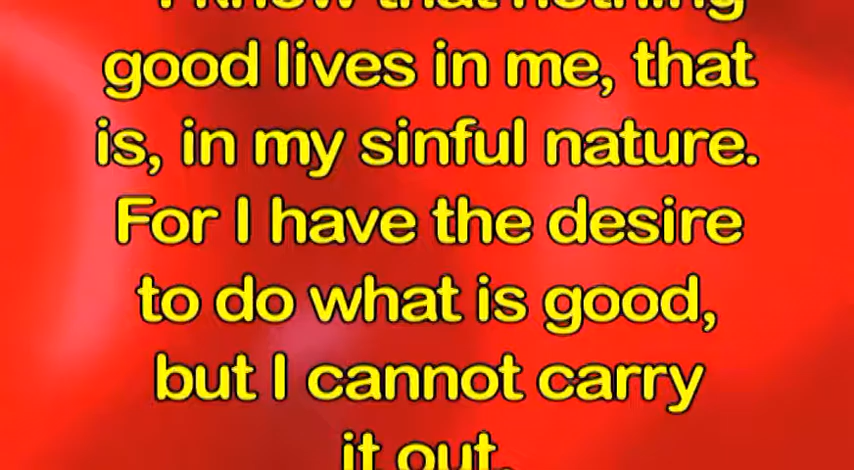 I know that nothing
good lives in me, that
is, in my sinful nature.
For I have the desire
to do what is good,
but I cannot carry
it out.